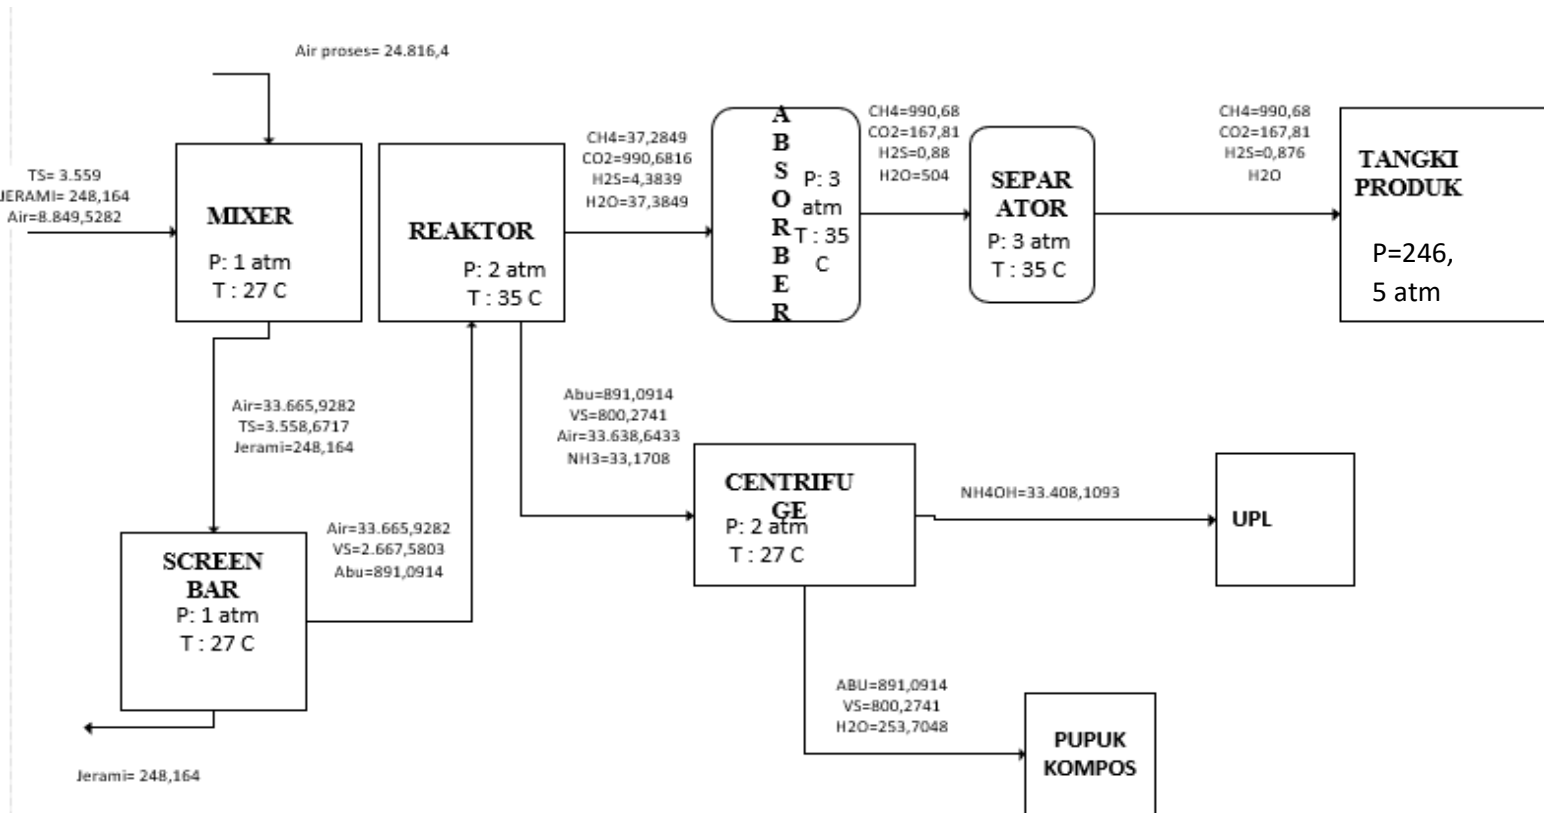 Air proses= 24.816,4
TS= 3.559
JERAMI= 248,164
Air=8.849,5282
MIXER
P: 1 atm
T : 27 C
REAKTOR
P: 2 atm
T : 35 C
CH4=37,2849
CO2=990,6816
H2S=4,3839
H2O=37,3849
ABSORBER
P: 3
atm
T : 35
C
CH4=990,68
CO2=167,81
H2S=0,88
H2O=504
SEPAR
ATOR
P: 3 atm
T : 35 C
CH4=990,68
CO2=167,81
H2S=0,876
H2O
TANGKI
PRODUK
P=246,
5 atm
Air=33.665,9282
TS=3.558,6717
Jerami=248,164
SCREEN
BAR
P: 1 atm
T : 27 C
Jerami= 248,164
Air=33.665,9282
VS=2.667,5803
Abu=891,0914
Abu=891,0914
VS=800,2741
Air=33.638,6433
NH3=33,1708
CENTRIFU
GE
P: 2 atm
T : 27 C
NH4OH=33.408,1093
UPL
ABU=891,0914
VS=800,2741
H2O=253,7048
PUPUK
KOMPOS